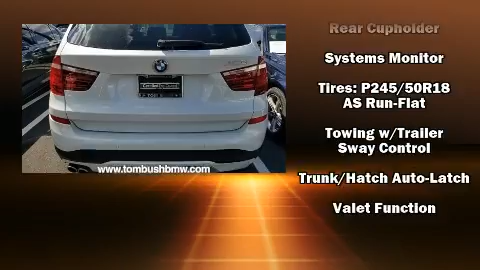 Rear Cupholder
Systems Monitor
Tires: P245/50R18
AS Run-Flat
Towing w/Trailer
Sway Control
Trunk/Hatch Auto-Latch
Valet Function
www.tombushbmw.com